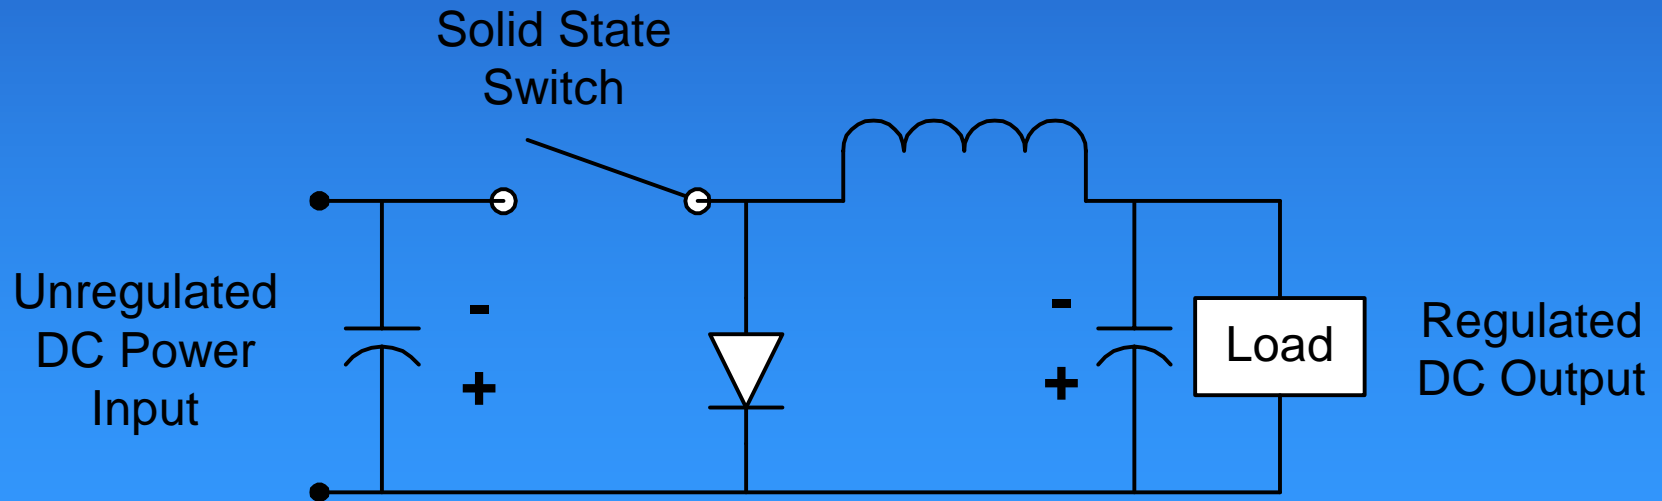 Solid State
Switch
Unregulated
DC Power
Input
-
+
-
+
Load
Regulated
DC Output